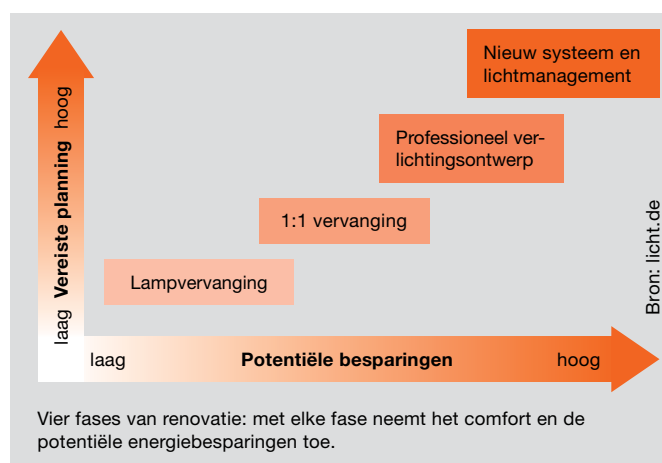 Nieuw systeem en
lichtmanagement
Professioneel ver-
lichtingsontwerp
1:1 vervanging
Lampvervanging
laag Vereiste planning hoog
laag Potentiële besparingen hoog
Bron: licht.de
Vier fases van renovatie: met elke fase neemt het comfort en de
potentiële energiebesparingen toe.